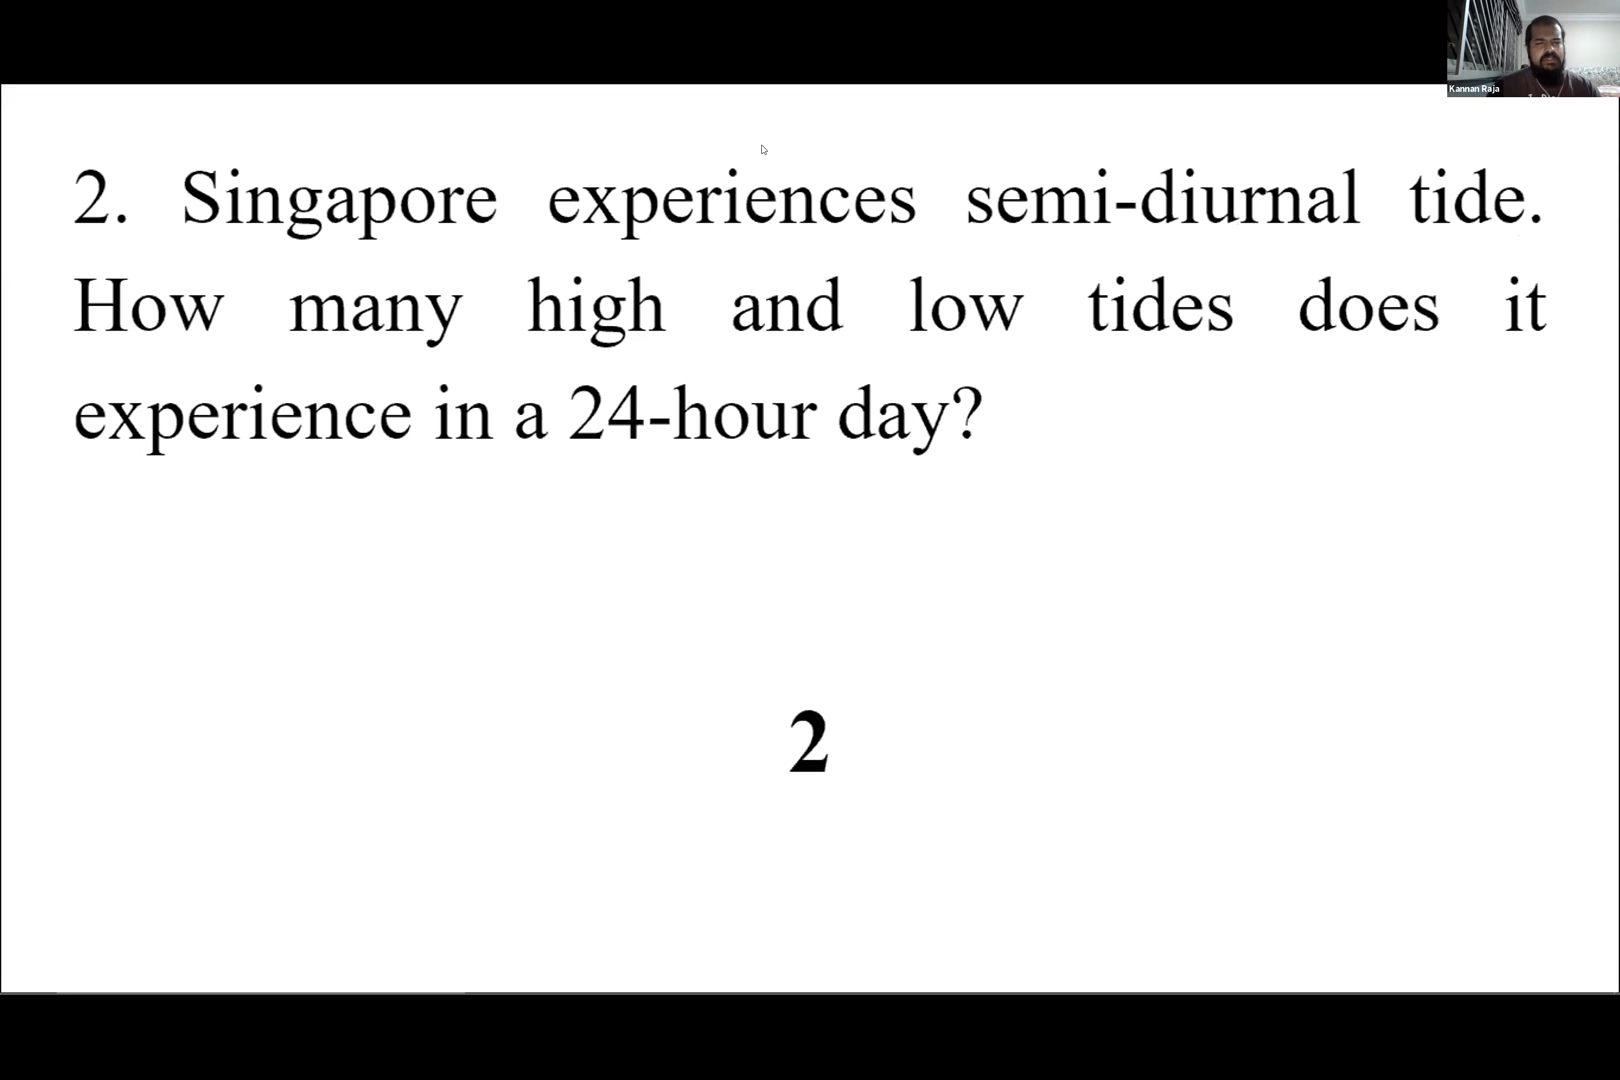 Kannan Raja
2. Singapore experiences semi-diurnal tide.
How many high and low tides does it
experience in a 24-hour day?
2